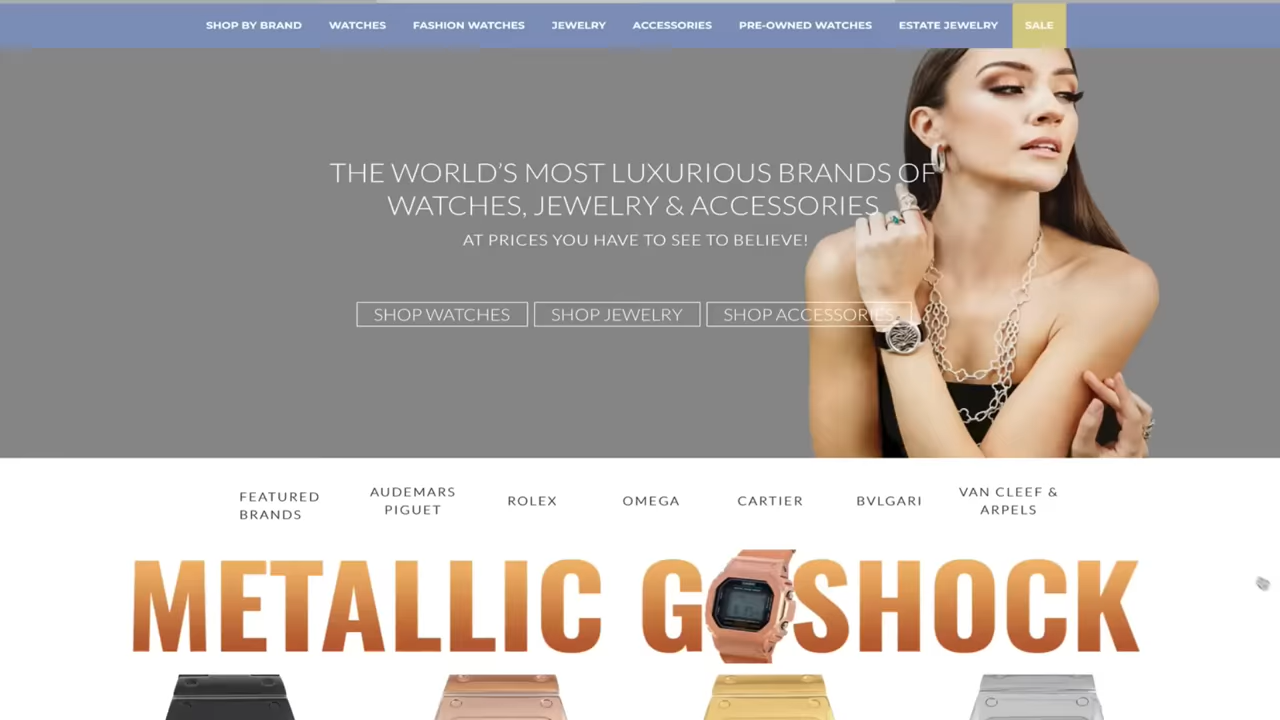 SHOP BY BRAND WATCHES FASHION WATCHES JEWELRY ACCESSORIES PRE-OWNED WATCHES ESTATE JEWELRY SALE
THE WORLD'S MOST LUXURIOUS BRANDS OF
WATCHES, JEWELRY & ACCESSORIES
AT PRICES YOU HAVE TO SEE TO BELIEVE!
SHOP WATCHES SHOP JEWELRY SHOP ACCESSORIES
FEATURED
BRANDS
AUDEMARS
PIGUET
ROLEX
OMEGA
CARTIER
BVLGARI
VAN CLEEF &
ARPELS
METALLIC G SHOCK